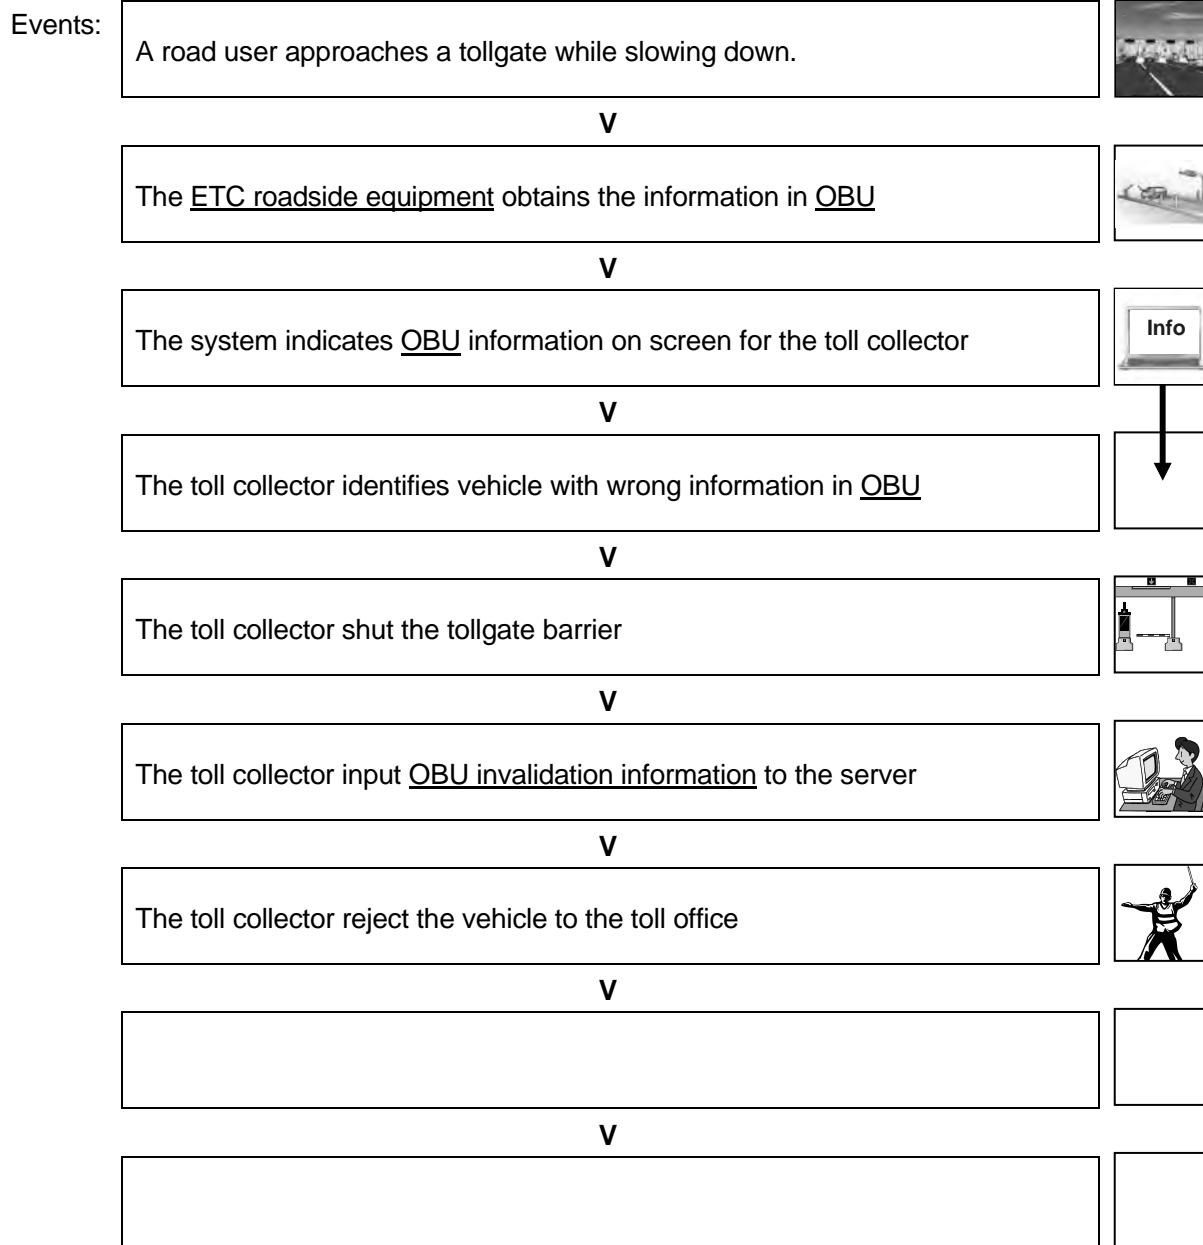 Events:
A road user approaches a tollgate while slowing down.
V
The ETC roadside equipment obtains the information in OBU
V
The system indicates OBU information on screen for the toll collector
Info
V
The toll collector identifies vehicle with wrong information in OBU
V
The toll collector shut the tollgate barrier
V
The toll collector input OBU invalidation information to the server
V
The toll collector reject the vehicle to the toll office
V
V